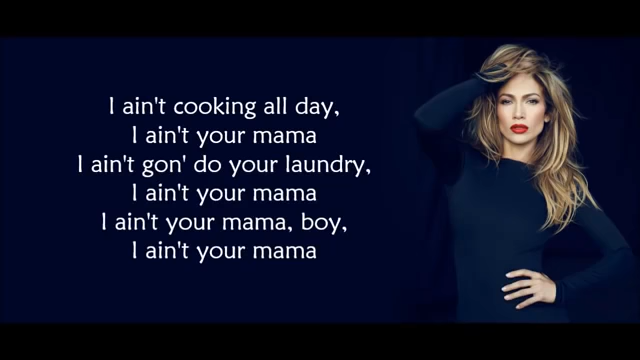 I ain't cooking all day,
I ain't your mama
I ain't gon' do your laundry,
I ain't your mama
I ain't your mama, boy,
I ain't your mama